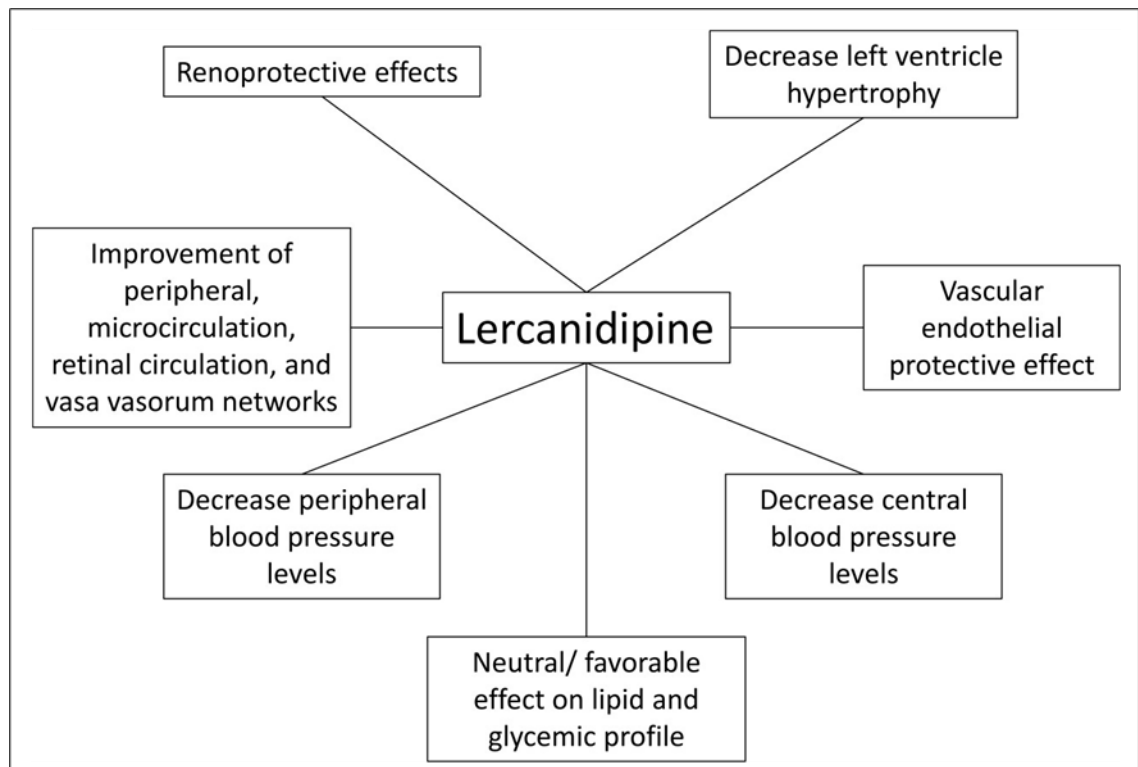 Renoprotective effects
Decrease left ventricle
hypertrophy
Improvement of
peripheral,
microcirculation,
retinal circulation, and
vasa vasorum networks
Lercanidipine
Vascular
endothelial
protective effect
Decrease peripheral
blood pressure
levels
Decrease central
blood pressure
levels
Neutral/ favorable
effect on lipid and
glycemic profile